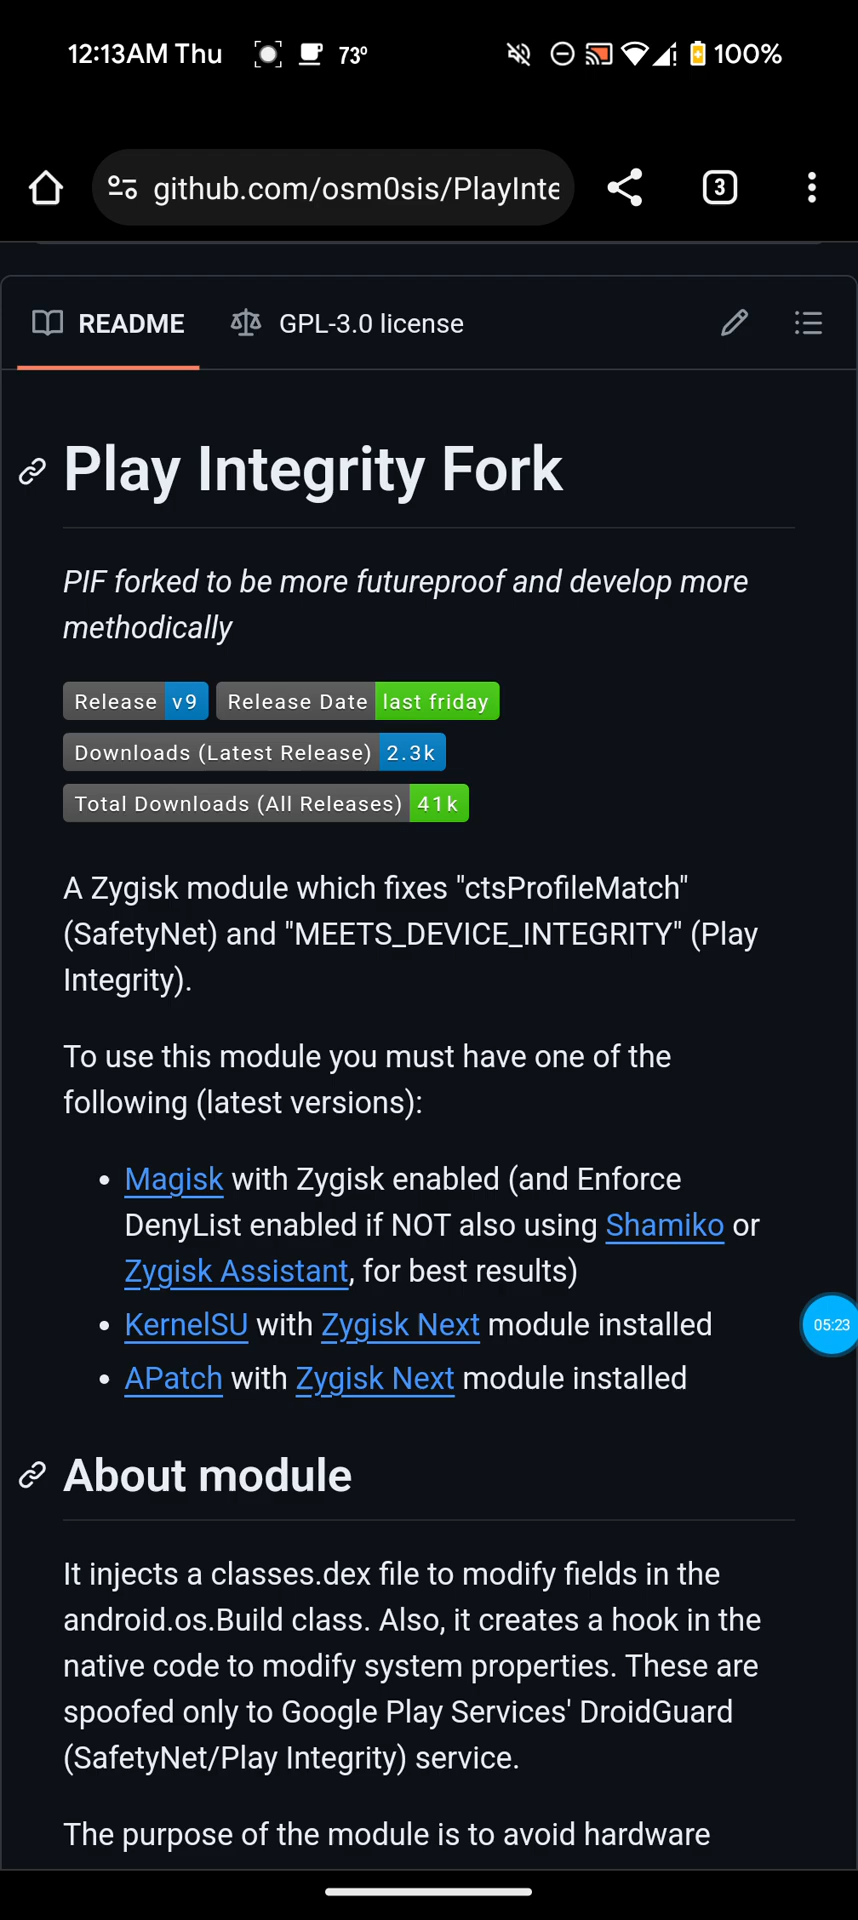 12:13AM Thu 73° 100%
github.com/osm0sis/PlayInte 3
README GPL-3.0 license
Play Integrity Fork
PIF forked to be more futureproof and develop more
methodically
Release v9 Release Date last friday
Downloads (Latest Release) 2.3k
Total Downloads (All Releases) 41k
A Zygisk module which fixes "ctsProfileMatch"
(SafetyNet) and "MEETS_DEVICE_INTEGRITY" (Play
Integrity).
To use this module you must have one of the
following (latest versions):
• Magisk with Zygisk enabled (and Enforce
DenyList enabled if NOT also using Shamiko or
Zygisk Assistant, for best results)
• KernelSU with Zygisk Next module installed
05:23
• APatch with Zygisk Next module installed
About module
It injects a classes.dex file to modify fields in the
android.os.Build class. Also, it creates a hook in the
native code to modify system properties. These are
spoofed only to Google Play Services' DroidGuard
(SafetyNet/Play Integrity) service.
The purpose of the module is to avoid hardware